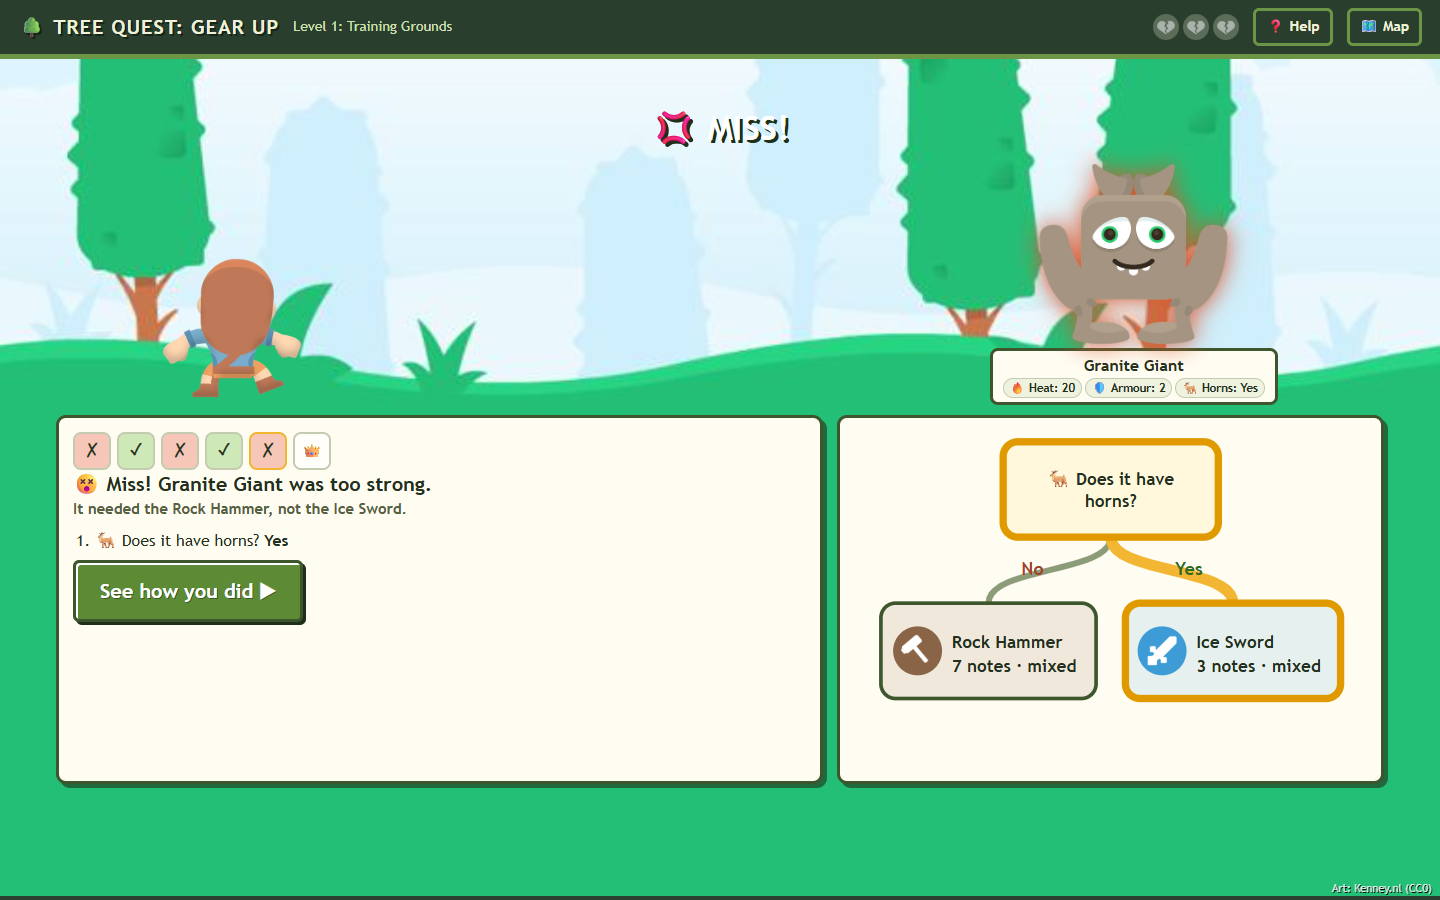 TREE QUEST: GEAR UP
Level 1: Training Grounds
Help
Map
MISS!
Granite Giant
Heat: 20
Armour: 2
Horns: Yes
✗ ✓ ✗ ✓ ✗
Miss! Granite Giant was too strong.
It needed the Rock Hammer, not the Ice Sword.
1. Does it have horns? Yes
See how you did ▶
Does it have
horns?
No
Yes
Rock Hammer
7 notes · mixed
Ice Sword
3 notes · mixed
Art: Kenney.nl (CC0)